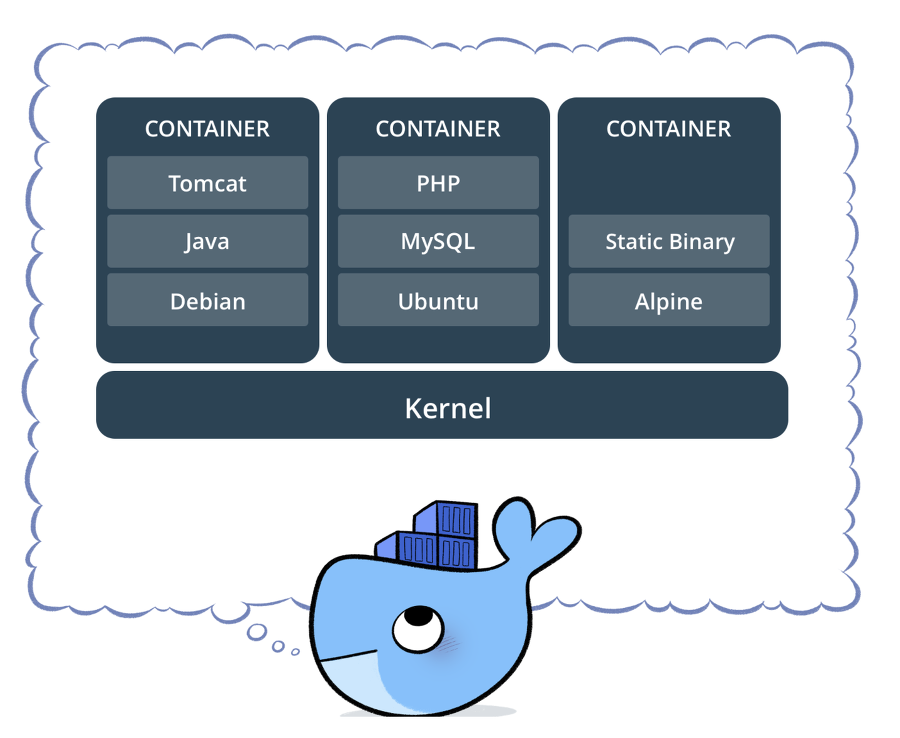 CONTAINER
Tomcat
Java
Debian
CONTAINER
PHP
MySQL
Ubuntu
CONTAINER
Static Binary
Alpine
Kernel